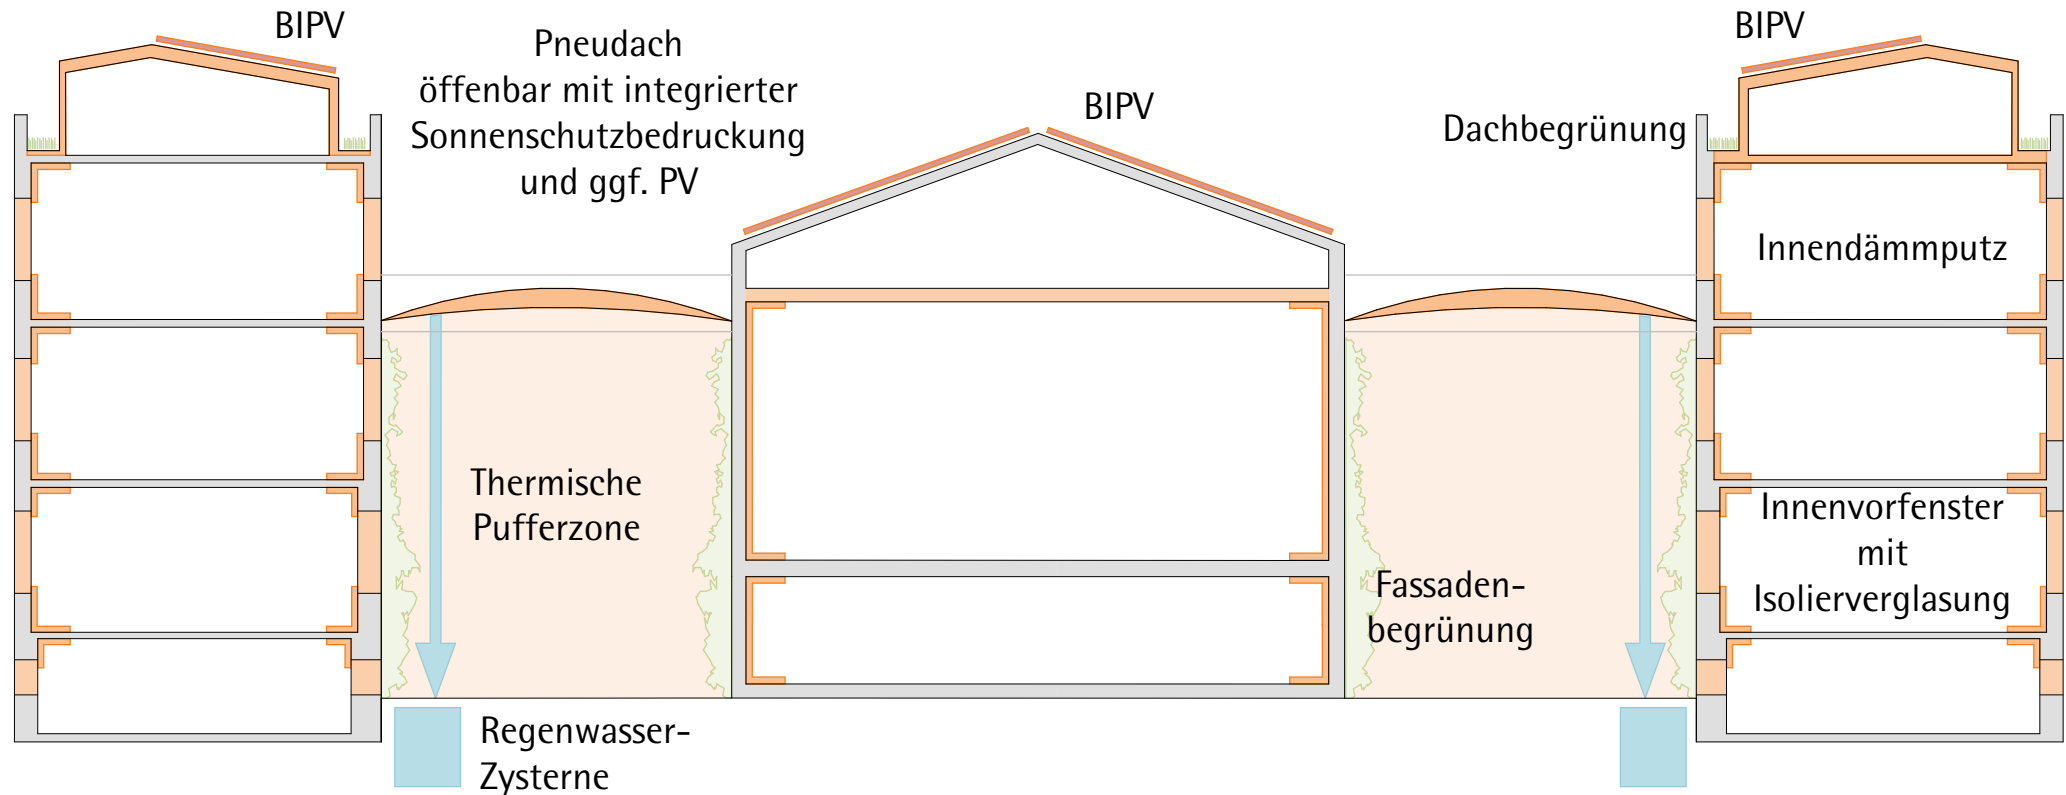 BIPV
Pneudach
öffenbar mit integrierter
Sonnenschutzbedruckung
und ggf. PV
BIPV
BIPV
Dachbegrünung
Innendämmputz
Thermische
Pufferzone
Innenvorfenster
mit
Isolierverglasung
Fassaden-
begrünung
Regenwasser-
Zysterne